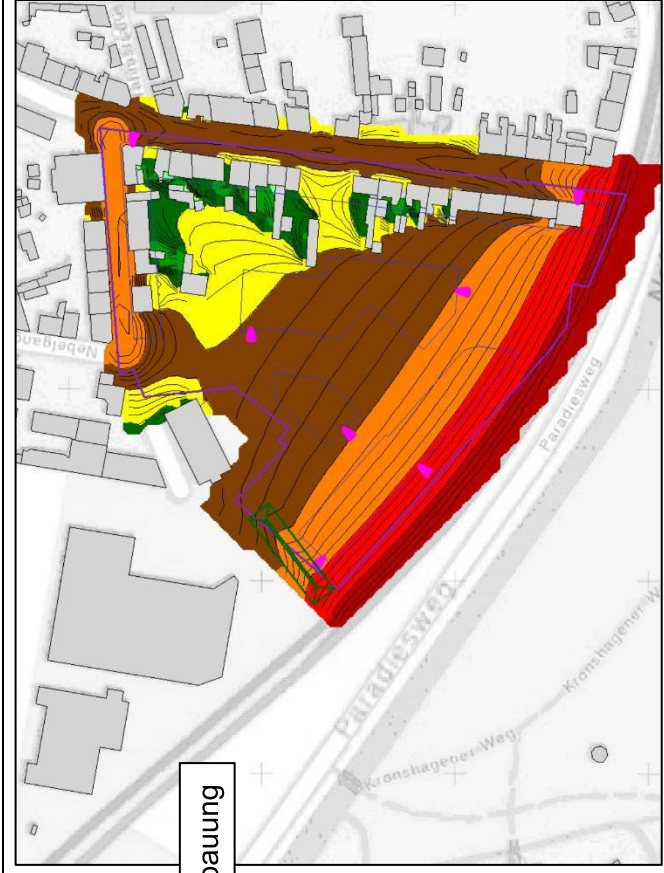 Nebelgang
Paradiesweg
Paradiesweg
Kronshagener Weg
Kronshagener W
bauung